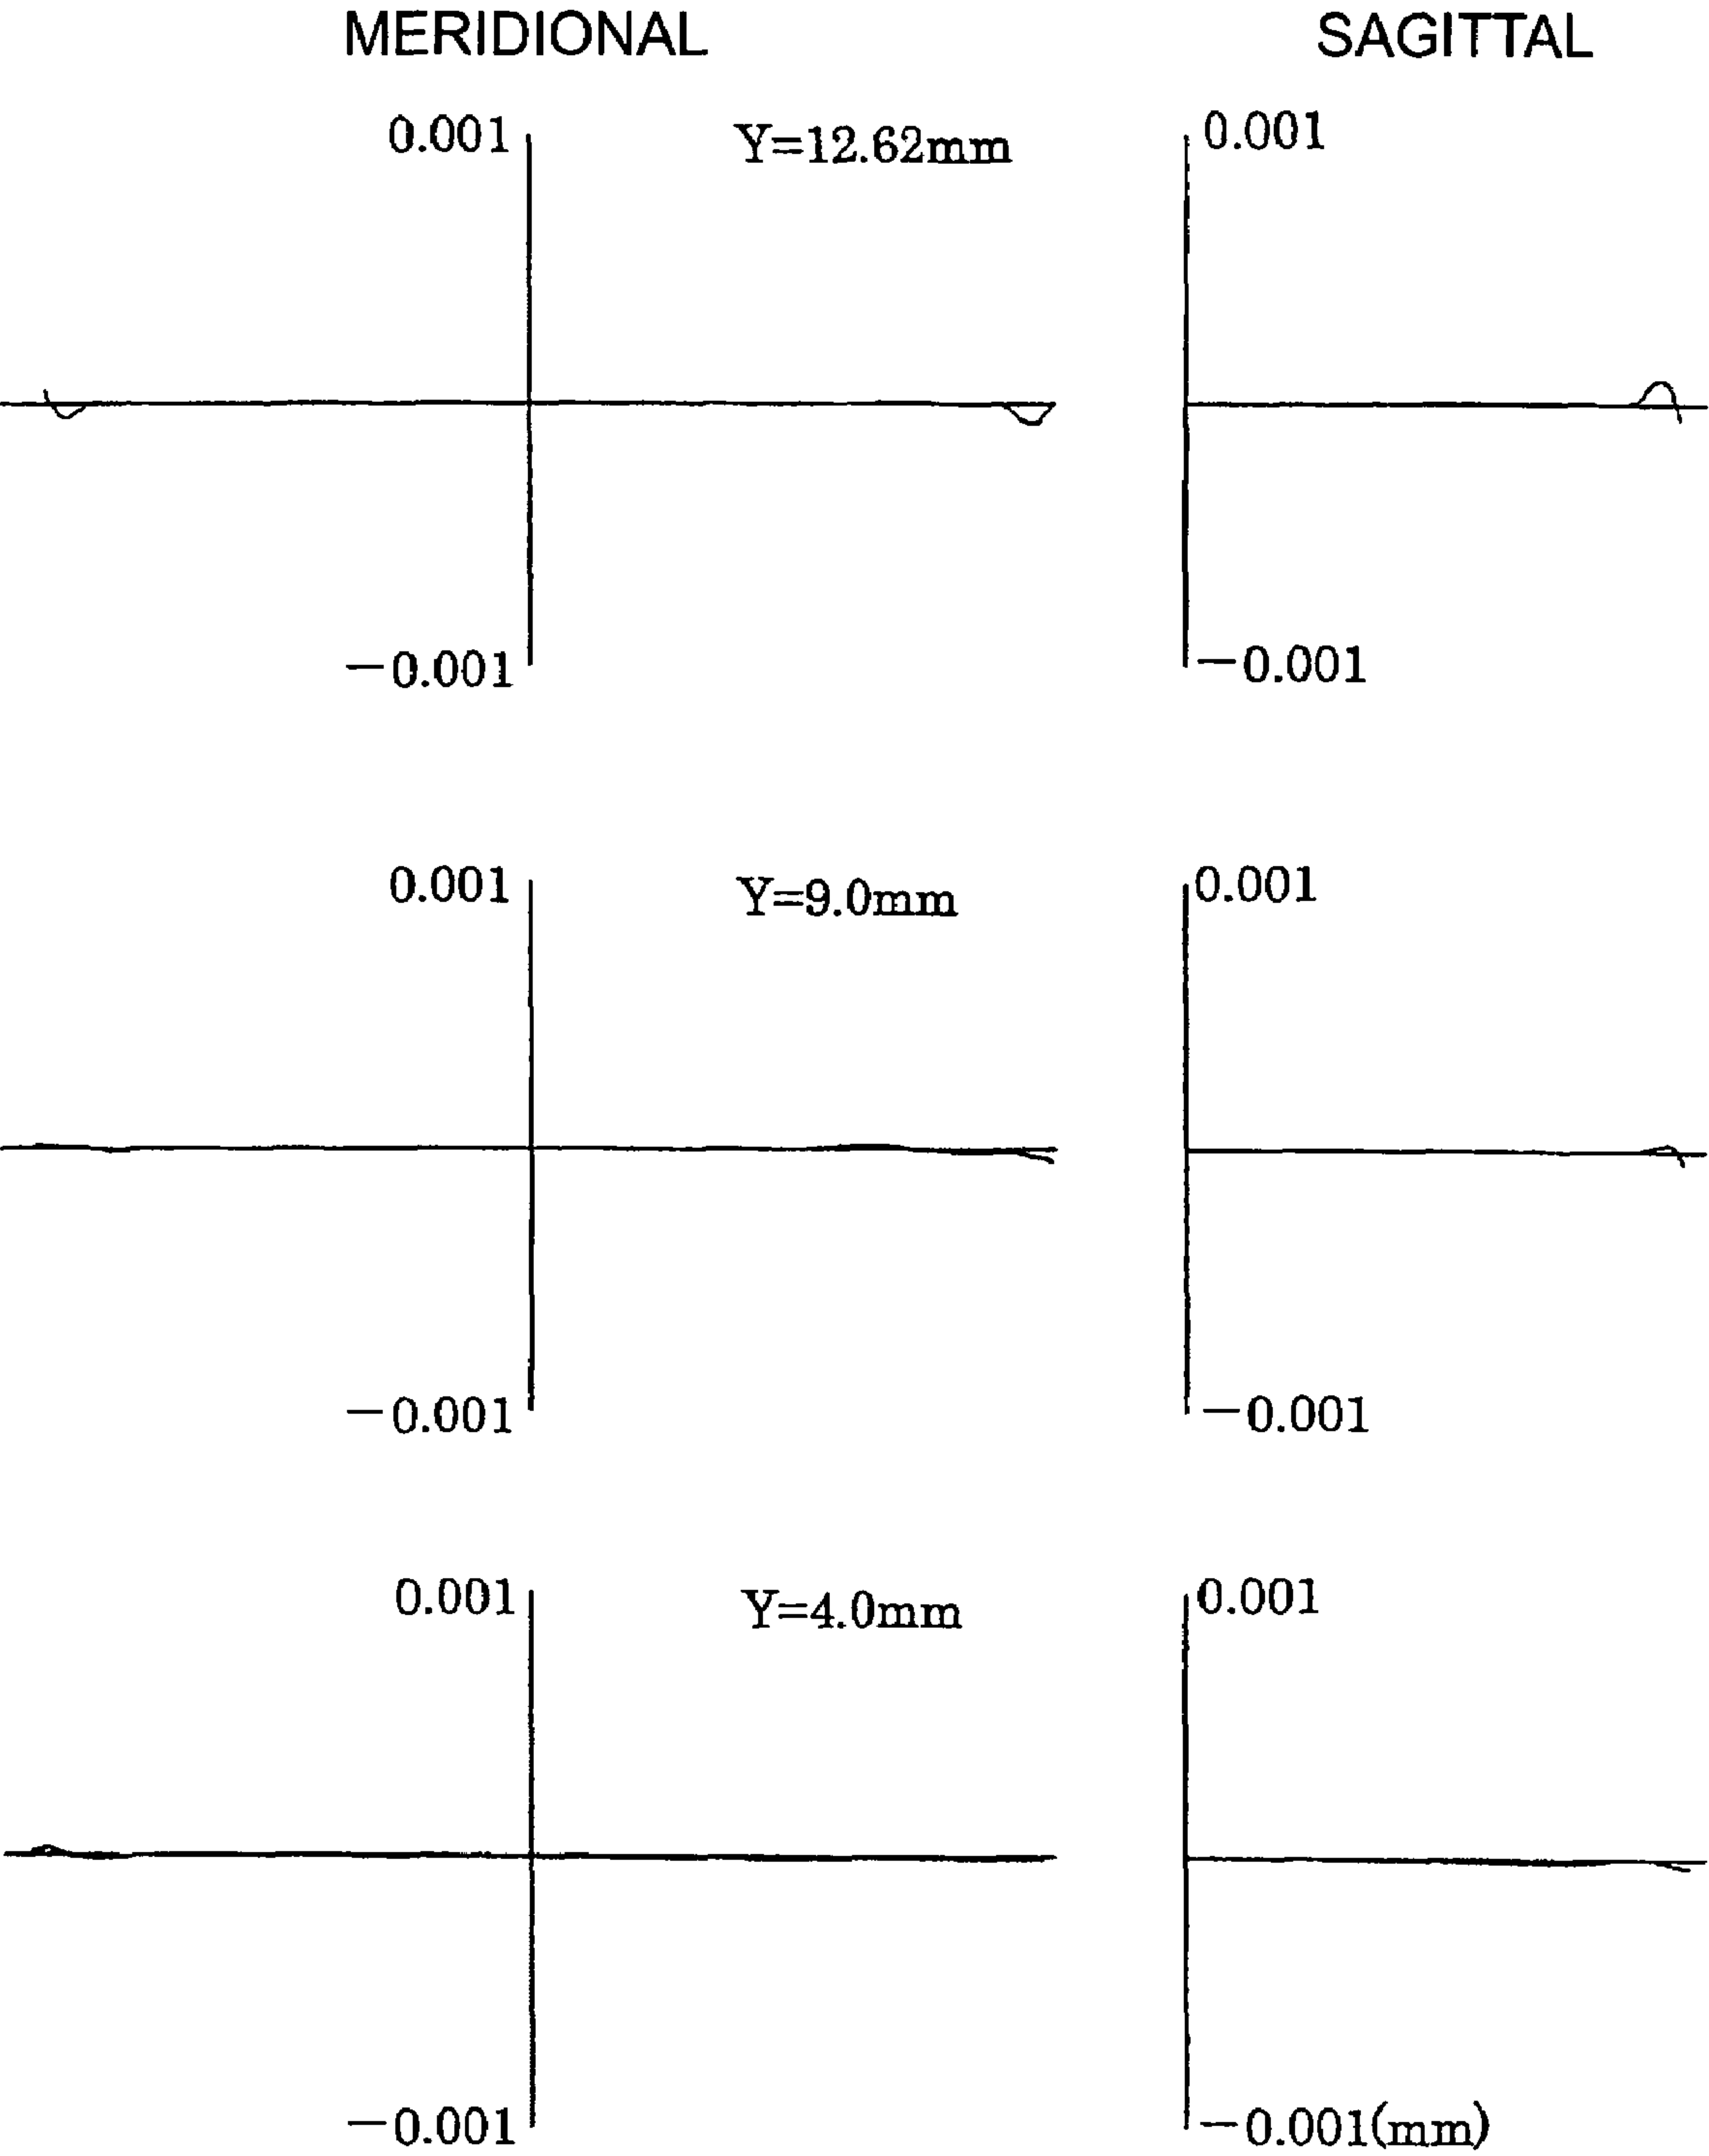 MERIDIONAL SAGITTAL
0.001 Y=12.62mm 0.001
−0.001 −0.001
0.001 Y=9.0mm 0.001
−0.001 −0.001
0.001 Y=4.0mm 0.001
−0.001 −0.001(mm)